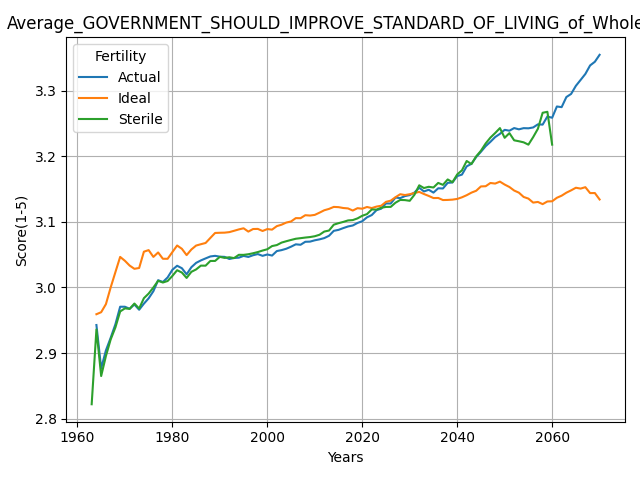 Average_GOVERNMENT_SHOULD_IMPROVE_STANDARD_OF_LIVING_of_Whole
Fertility
Actual
Ideal
Sterile
Score(1-5)
3.3
3.2
3.1
3.0
2.9
2.8
1960 1980 2000 2020 2040 2060
Years